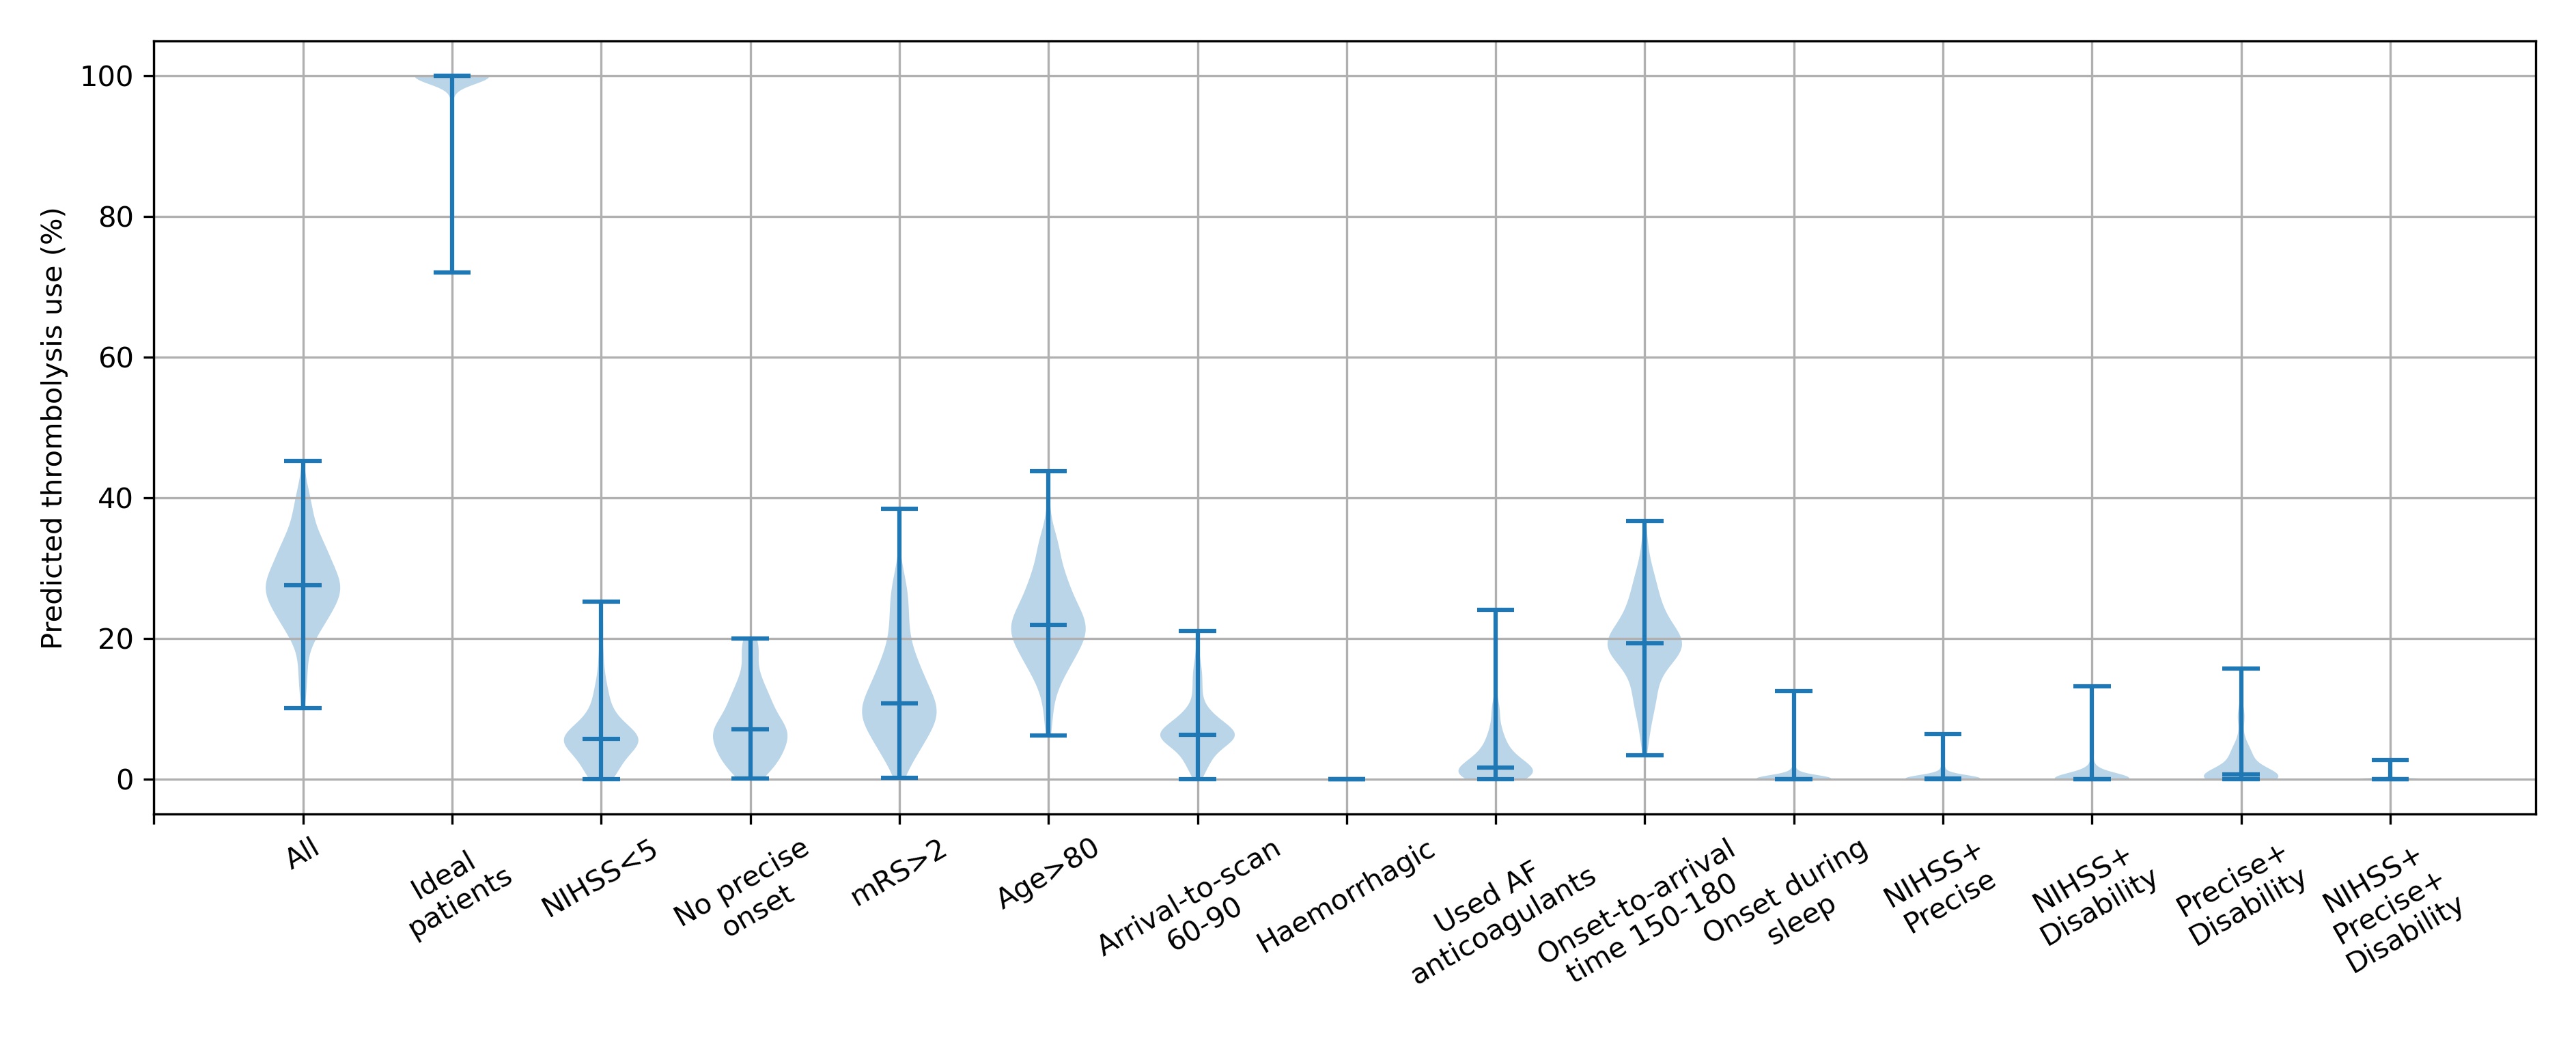 Predicted thrombolysis use (%)
100
80
60
40
20
0
All
Ideal
patients
NIHSS<5
No precise
onset
mRS>2
Age>80
Arrival-to-scan
60-90
Haemorrhagic
Used AF
anticoagulants
Onset-to-arrival
time 150-180
Onset during
sleep
NIHSS+
Precise
NIHSS+
Disability
Precise+
Disability
NIHSS+
Precise+
Disability